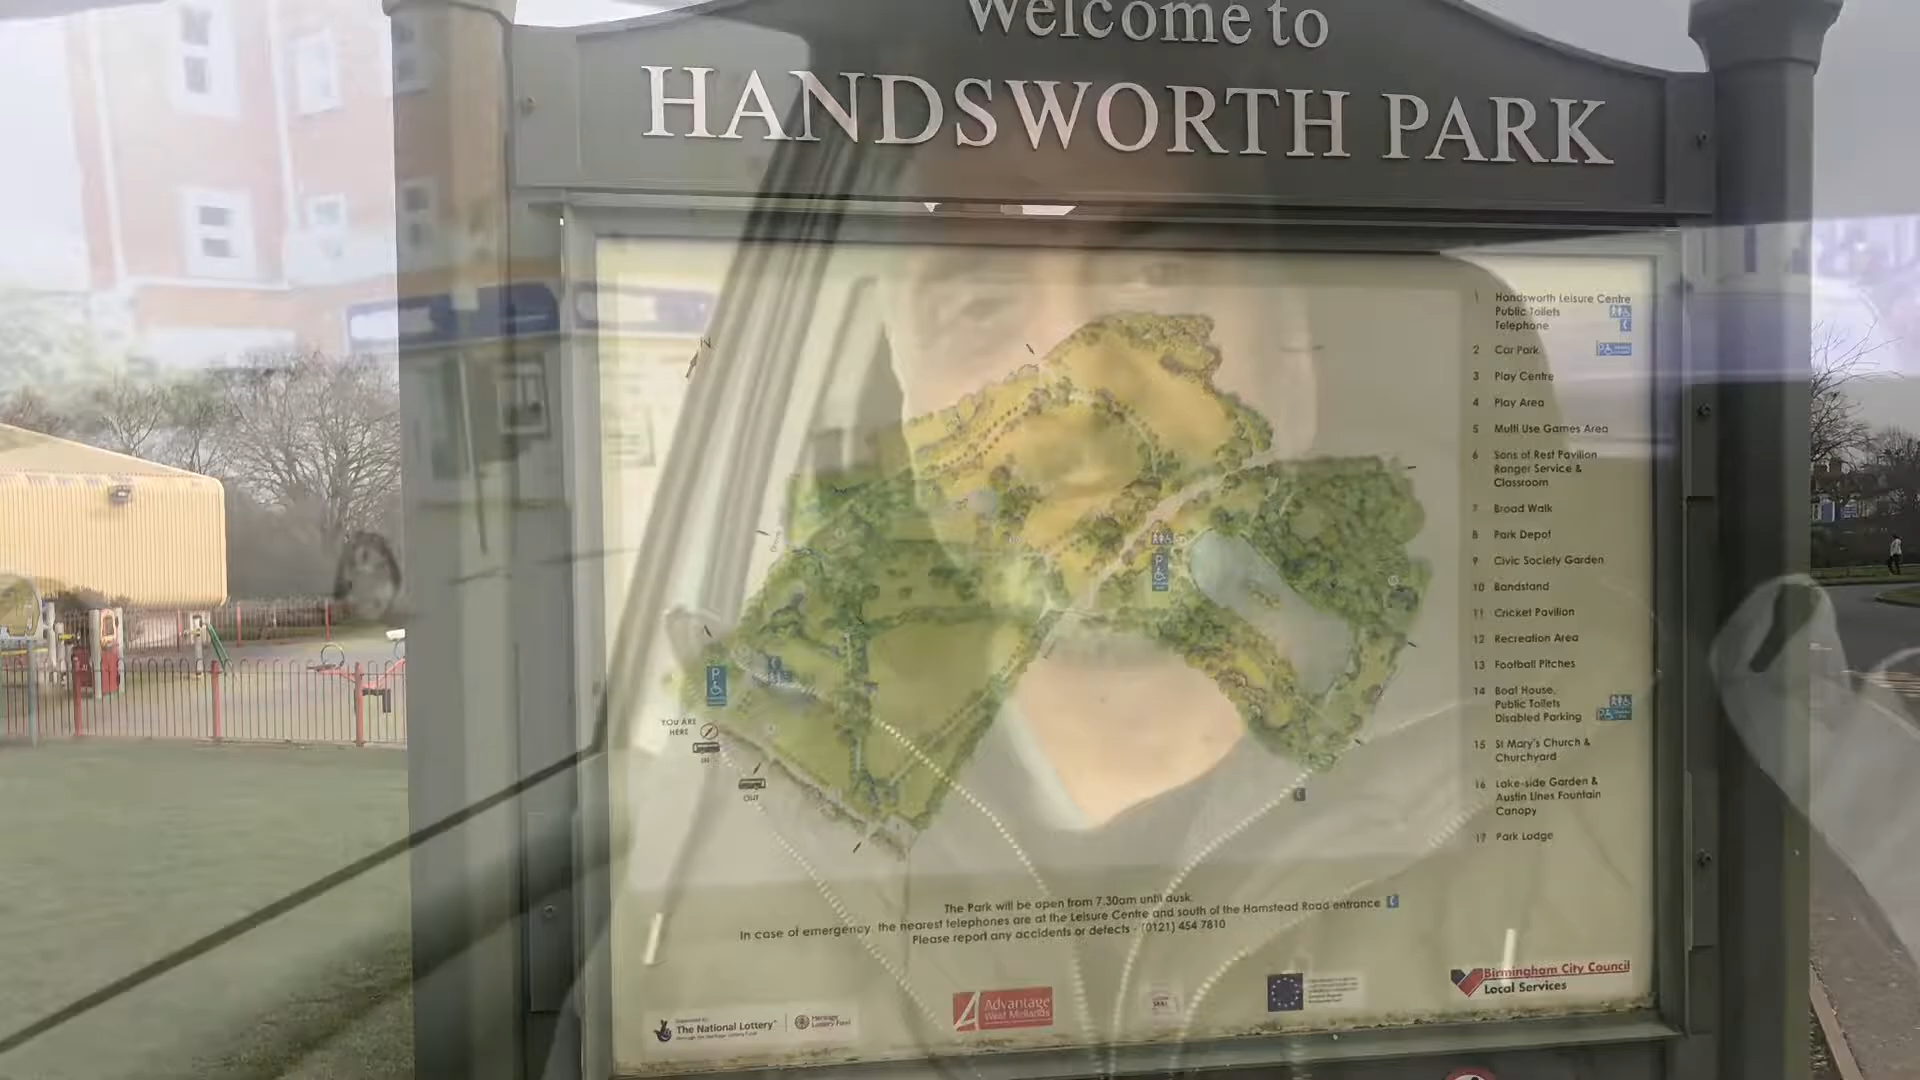 Welcome to
HANDSWORTH PARK
N
1 Handsworth Leisure Centre
Public Toilets
Telephone
2 Car Park
3 Play Centre
4 Play Area
5 Multi Use Games Area
6 Sons of Rest Pavilion
Ranger Service &
Classroom
7 Broad Walk
8 Park Depot
9 Civic Society Garden
10 Bandstand
11 Cricket Pavilion
12 Recreation Area
13 Football Pitches
14 Boat House,
Public Toilets
Disabled Parking
15 St Mary's Church &
Churchyard
16 Lake-side Garden &
Austin Lines Fountain
Canopy
17 Park Lodge
P
P
YOU ARE
HERE
IN
OUT
The Park will be open from 7.30am until dusk.
In case of emergency, the nearest telephones are at the Leisure Centre and south of the Hamstead Road entrance
Please report any accidents or defects - (0121) 454 7810
The National Lottery
Heritage
Lottery Fund
Advantage
West Midlands
Birmingham City Council
Local Services